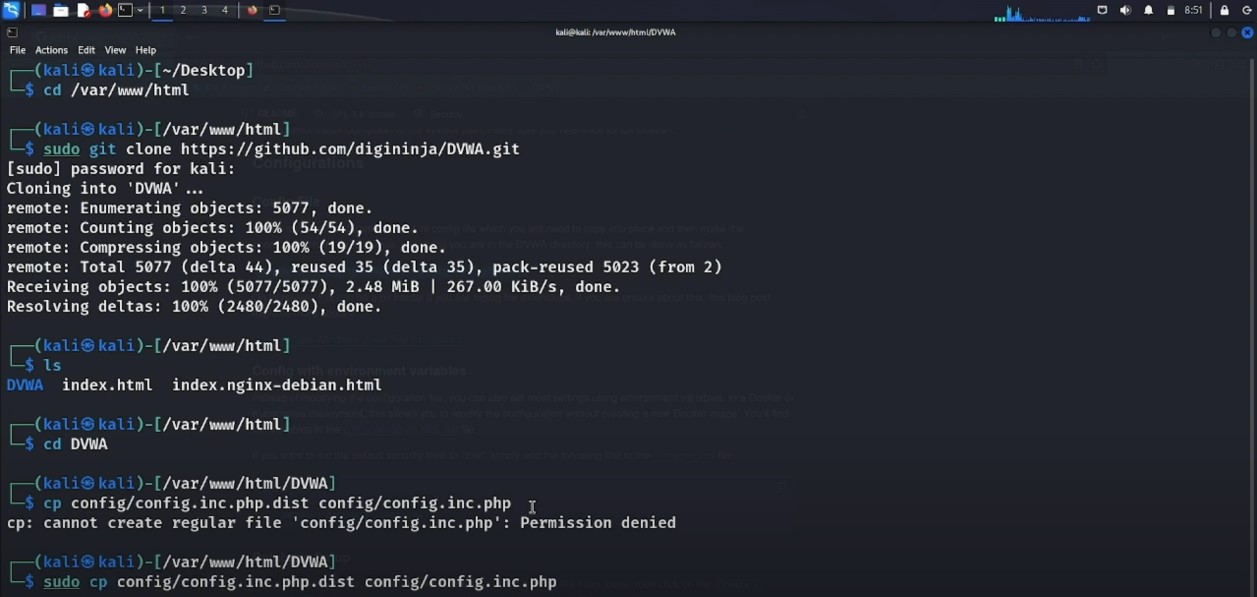 1 2 3 4
8:51
kali@kali: /var/www/html/DVWA
File Actions Edit View Help
┌──(kali㉿kali)-[~/Desktop]
└─$ cd /var/www/html
┌──(kali㉿kali)-[/var/www/html]
└─$ sudo git clone https://github.com/digininja/DVWA.git
[sudo] password for kali:
Cloning into 'DVWA'...
remote: Enumerating objects: 5077, done.
remote: Counting objects: 100% (54/54), done.
remote: Compressing objects: 100% (19/19), done.
remote: Total 5077 (delta 44), reused 35 (delta 35), pack-reused 5023 (from 2)
Receiving objects: 100% (5077/5077), 2.48 MiB | 267.00 KiB/s, done.
Resolving deltas: 100% (2480/2480), done.
┌──(kali㉿kali)-[/var/www/html]
└─$ ls
DVWA index.html index.nginx-debian.html
┌──(kali㉿kali)-[/var/www/html]
└─$ cd DVWA
┌──(kali㉿kali)-[/var/www/html/DVWA]
└─$ cp config/config.inc.php.dist config/config.inc.php
cp: cannot create regular file 'config/config.inc.php': Permission denied
┌──(kali㉿kali)-[/var/www/html/DVWA]
└─$ sudo cp config/config.inc.php.dist config/config.inc.php
Configurations
Config with environment variables